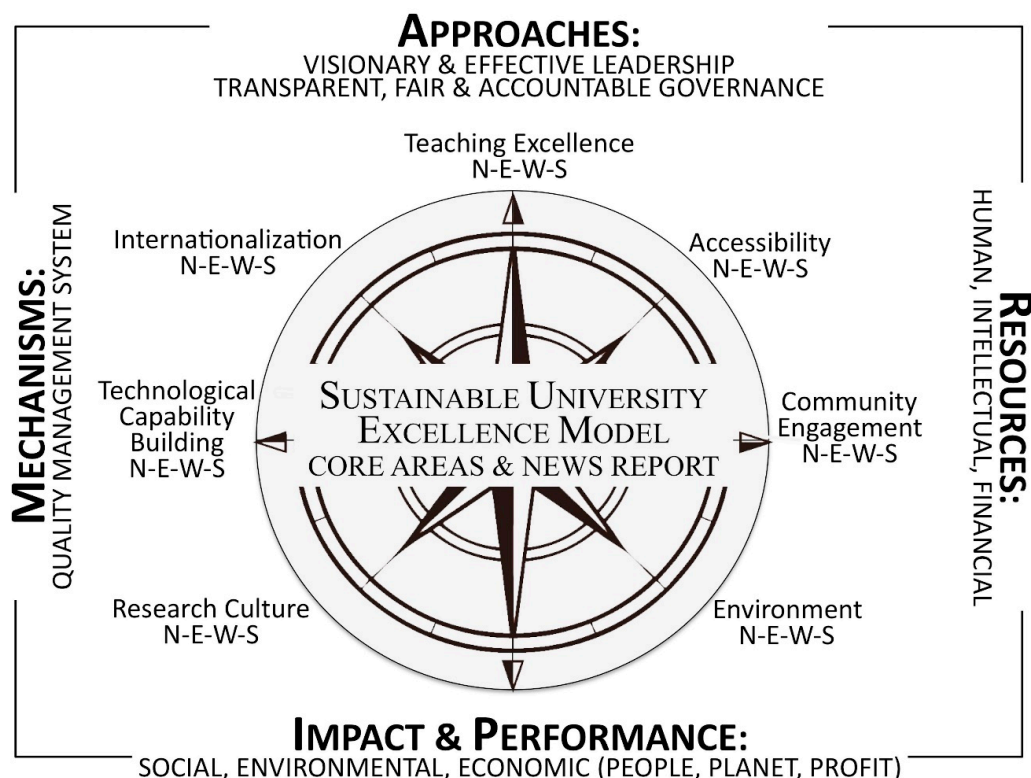 APPROACHES:
VISIONARY & EFFECTIVE LEADERSHIP
TRANSPARENT, FAIR & ACCOUNTABLE GOVERNANCE
Teaching Excellence
N-E-W-S
Internationalization
N-E-W-S
Accessibility
N-E-W-S
MECHANISMS:
QUALITY MANAGEMENT SYSTEM
Technological
Capability
Building
N-E-W-S
SUSTAINABLE UNIVERSITY
EXCELLENCE MODEL
CORE AREAS & NEWS REPORT
Community
Engagement
N-E-W-S
RESOURCES:
HUMAN, INTELLECTUAL, FINANCIAL
Research Culture
N-E-W-S
Environment
N-E-W-S
IMPACT & PERFORMANCE:
SOCIAL, ENVIRONMENTAL, ECONOMIC (PEOPLE, PLANET, PROFIT)